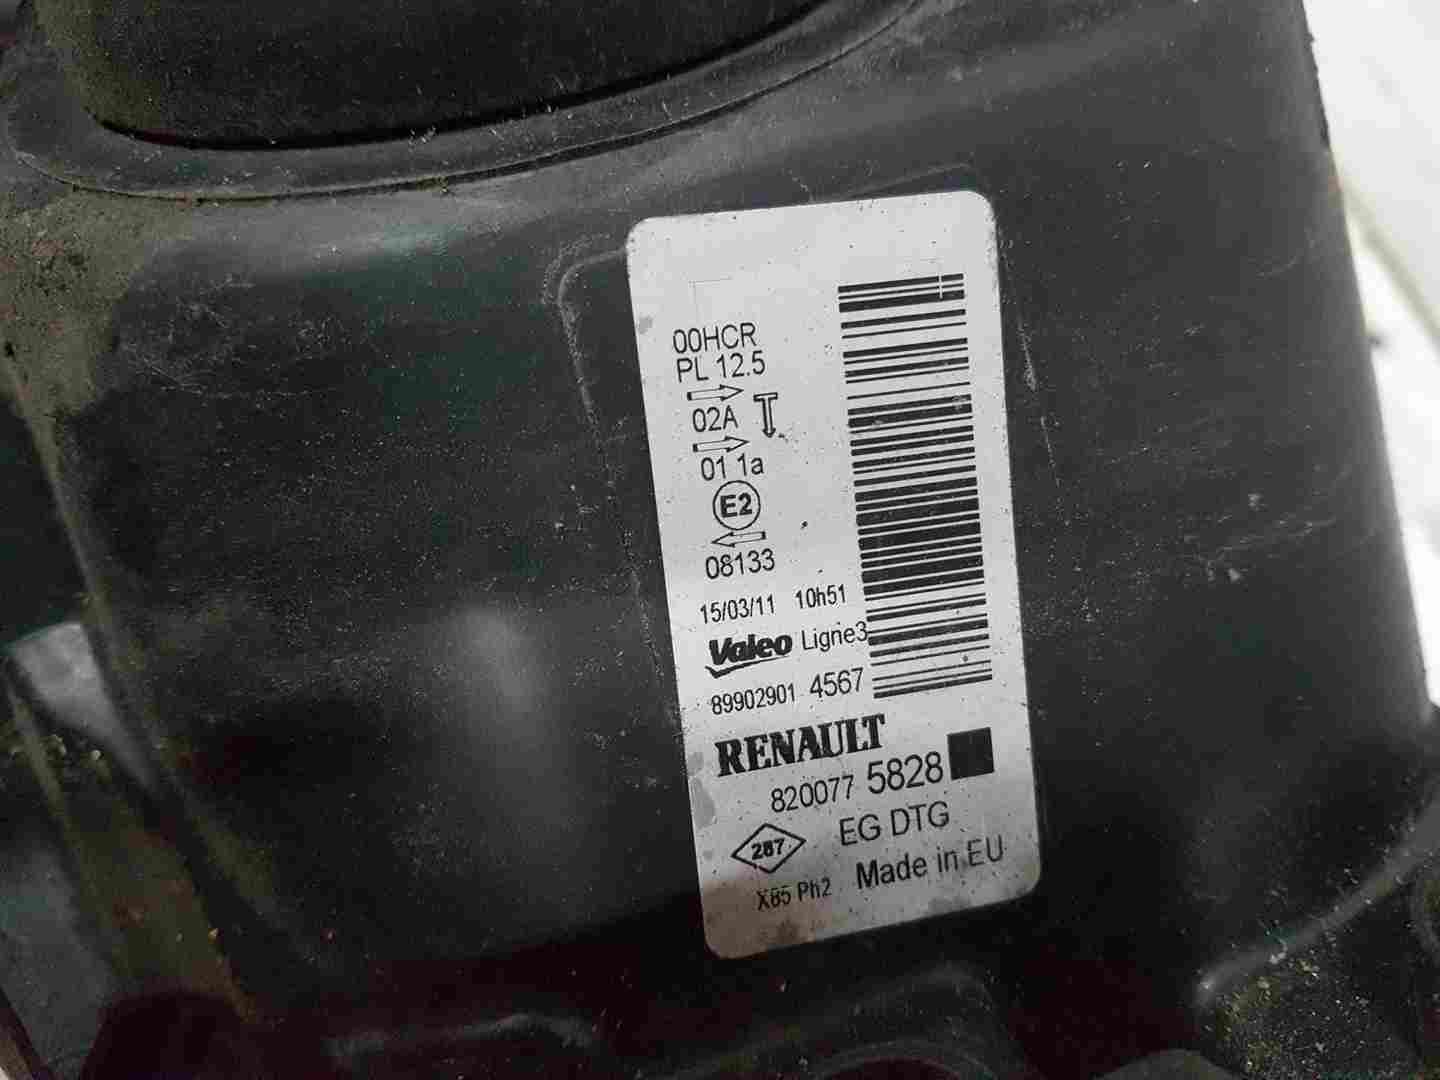 00HCR
PL 12.5
02A
01 1a
E2
08133
15/03/11 10h51
Valeo Ligne3
89902901 4567
RENAULT
820077 5828
EG DTG
287
Made in EU
X85 Ph2